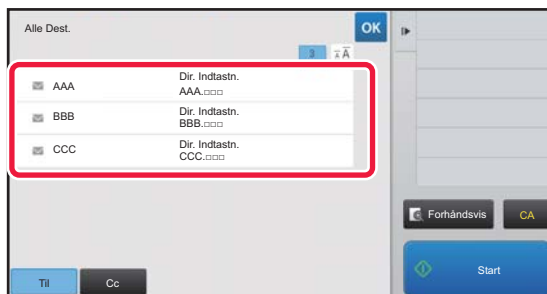 Alle Dest.
OK
3
AAA
Dir. Indtastn.
AAA.□□□
BBB
Dir. Indtastn.
BBB.□□□
CCC
Dir. Indtastn.
CCC.□□□
Forhåndsvis
CA
Start
Til
Cc